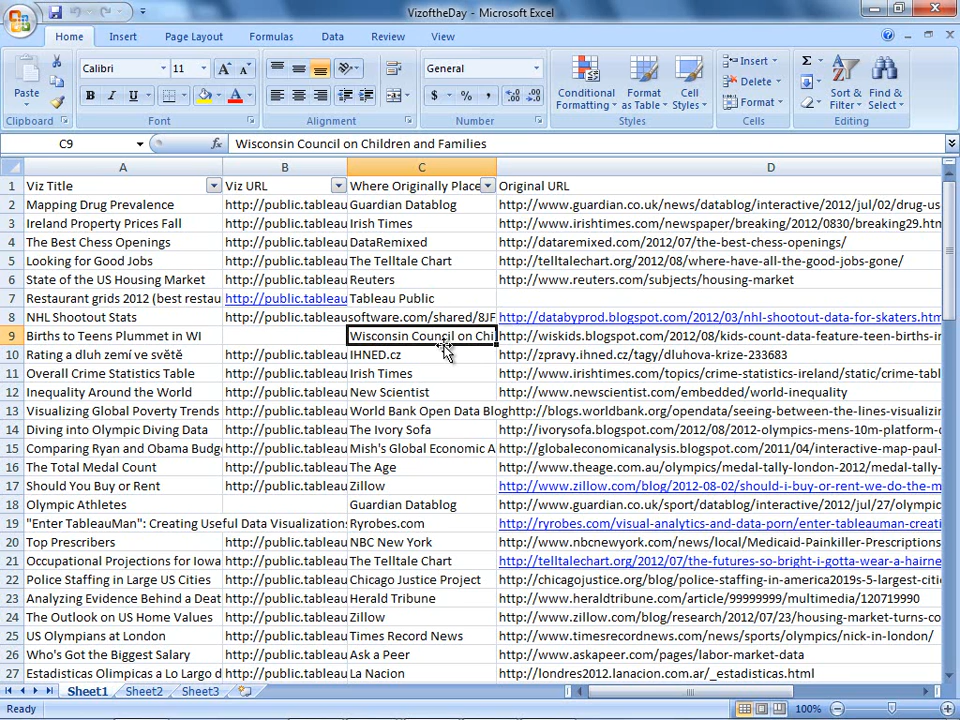 VizoftheDay - Microsoft Excel
Home Insert Page Layout Formulas Data Review View
Paste
Calibri 11
B I U
A A A
General
$ % ,
Conditional Formatting
Format as Table
Cell Styles
Insert
Delete
Format
Σ
Sort & Filter
Find & Select
Clipboard Font Alignment Number Styles Cells Editing
C9 fx Wisconsin Council on Children and Families
A B C D
1 Viz Title Viz URL Where Originally Place Original URL
2 Mapping Drug Prevalence http://public.tableau Guardian Datablog http://www.guardian.co.uk/news/datablog/interactive/2012/jul/02/drug-us
3 Ireland Property Prices Fall http://public.tableau Irish Times http://www.irishtimes.com/newspaper/breaking/2012/0830/breaking29.htm
4 The Best Chess Openings http://public.tableau DataRemixed http://dataremixed.com/2012/07/the-best-chess-openings/
5 Looking for Good Jobs http://public.tableau The Telltale Chart http://telltalechart.org/2012/08/where-have-all-the-good-jobs-gone/
6 State of the US Housing Market http://public.tableau Reuters http://www.reuters.com/subjects/housing-market
7 Restaurant grids 2012 (best restau http://public.tableau Tableau Public
8 NHL Shootout Stats http://public.tableausoftware.com/shared/8JF http://databyprod.blogspot.com/2012/03/nhl-shootout-data-for-skaters.htm
9 Births to Teens Plummet in WI Wisconsin Council on Chi http://wiskids.blogspot.com/2012/08/kids-count-data-feature-teen-births-in
10 Rating a dluh zemí ve světě http://public.tableau IHNED.cz http://zpravy.ihned.cz/tagy/dluhova-krize-233683
11 Overall Crime Statistics Table http://public.tableau Irish Times http://www.irishtimes.com/topics/crime-statistics-ireland/static/crime-tabl
12 Inequality Around the World http://public.tableau New Scientist http://www.newscientist.com/embedded/world-inequality
13 Visualizing Global Poverty Trends http://public.tableau World Bank Open Data Blog http://blogs.worldbank.org/opendata/seeing-between-the-lines-visualizin
14 Diving into Olympic Diving Data http://public.tableau The Ivory Sofa http://ivorysofa.blogspot.com/2012/08/2012-olympics-mens-10m-platform-c
15 Comparing Ryan and Obama Budge http://public.tableau Mish's Global Economic A http://globaleconomicanalysis.blogspot.com/2011/04/interactive-map-paul-
16 The Total Medal Count http://public.tableau The Age http://www.theage.com.au/olympics/medal-tally-london-2012/medal-tally-
17 Should You Buy or Rent http://public.tableau Zillow http://www.zillow.com/blog/2012-08-02/should-i-buy-or-rent-we-do-the-m
18 Olympic Athletes Guardian Datablog http://www.guardian.co.uk/sport/datablog/interactive/2012/jul/27/olympic
19 "Enter TableauMan": Creating Useful Data Visualizations Ryrobes.com http://ryrobes.com/visual-analytics-and-data-porn/enter-tableauman-creati
20 Top Prescribers http://public.tableau NBC New York http://www.nbcnewyork.com/news/local/Medicaid-Painkiller-Prescriptions
21 Occupational Projections for Iowa http://public.tableau The Telltale Chart http://telltalechart.org/2012/07/the-futures-so-bright-i-gotta-wear-a-hairne
22 Police Staffing in Large US Cities http://public.tableau Chicago Justice Project http://chicagojustice.org/blog/police-staffing-in-america2019s-5-largest-citi
23 Analyzing Evidence Behind a Grand http://public.tableau Herald Tribune http://www.heraldtribune.com/article/99999999/multimedia/120719990
24 The Outlook on US Home Values http://public.tableau Zillow http://www.zillow.com/blog/research/2012/07/23/housing-market-turns-co
25 US Olympians at London http://public.tableau Times Record News http://www.timesrecordnews.com/news/sports/olympics/nick-in-london/
26 Who's Got the Biggest Salary http://public.tableau Ask a Peer http://www.askapeer.com/pages/labor-market-data
27 Estadisticas Olimpicas a Lo Largo d http://public.tableau La Nacion http://londres2012.lanacion.com.ar/_estadisticas.html
Sheet1 Sheet2 Sheet3
Ready 100%